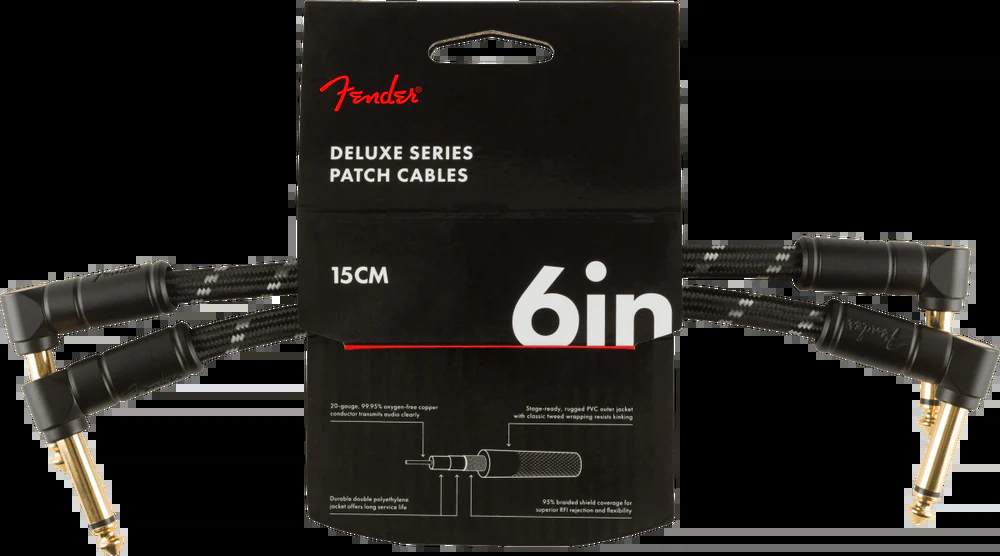 Fender®
DELUXE SERIES
PATCH CABLES
15CM
6in
20-gauge, 99.95% oxygen-free copper
conductor transmits audio clearly
Stage-ready, rugged PVC outer jacket
with classic tweed wrapping resists kinking
Durable double polyethylene
jacket offers long service life
95% braided shield coverage for
superior RFI rejection and flexibility
Fender